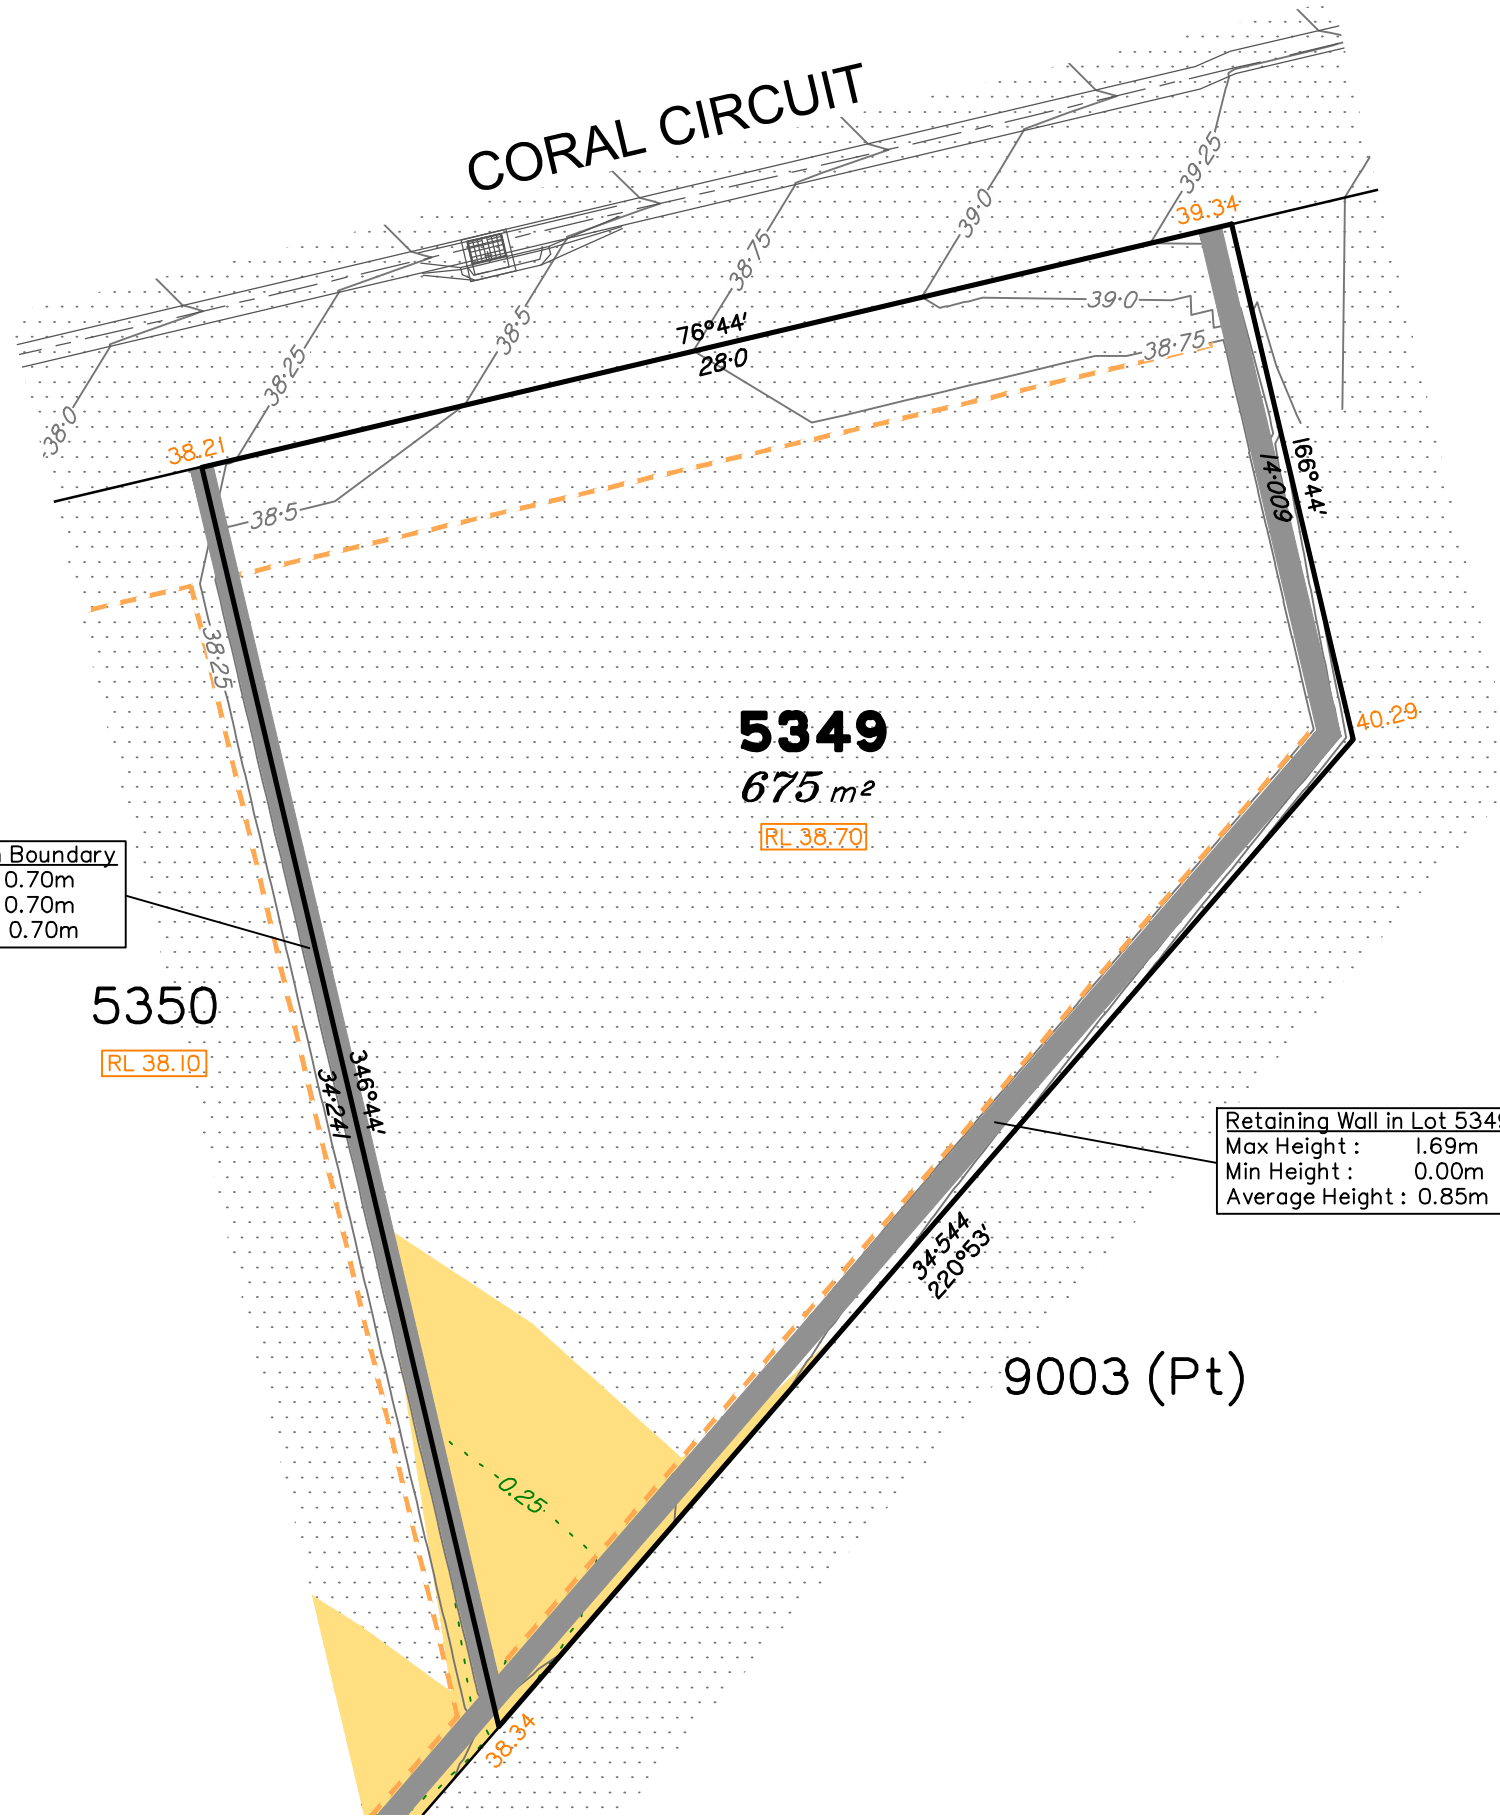 CORAL CIRCUIT
39·25
39.34
39·0
38·75
38·5
38·25
38·0
76°44'
28·0
39·0
38·75
38.21
38·5
166°44'
14·009
38·25
5349
675 m²
RL 38.70
40.29
Boundary
0.70m
0.70m
0.70m
5350
RL 38.10
346°44'
34·241
Retaining Wall in Lot 5349
Max Height : 1.69m
Min Height : 0.00m
Average Height : 0.85m
34·544
220°53'
9003 (Pt)
-0.25
38.34